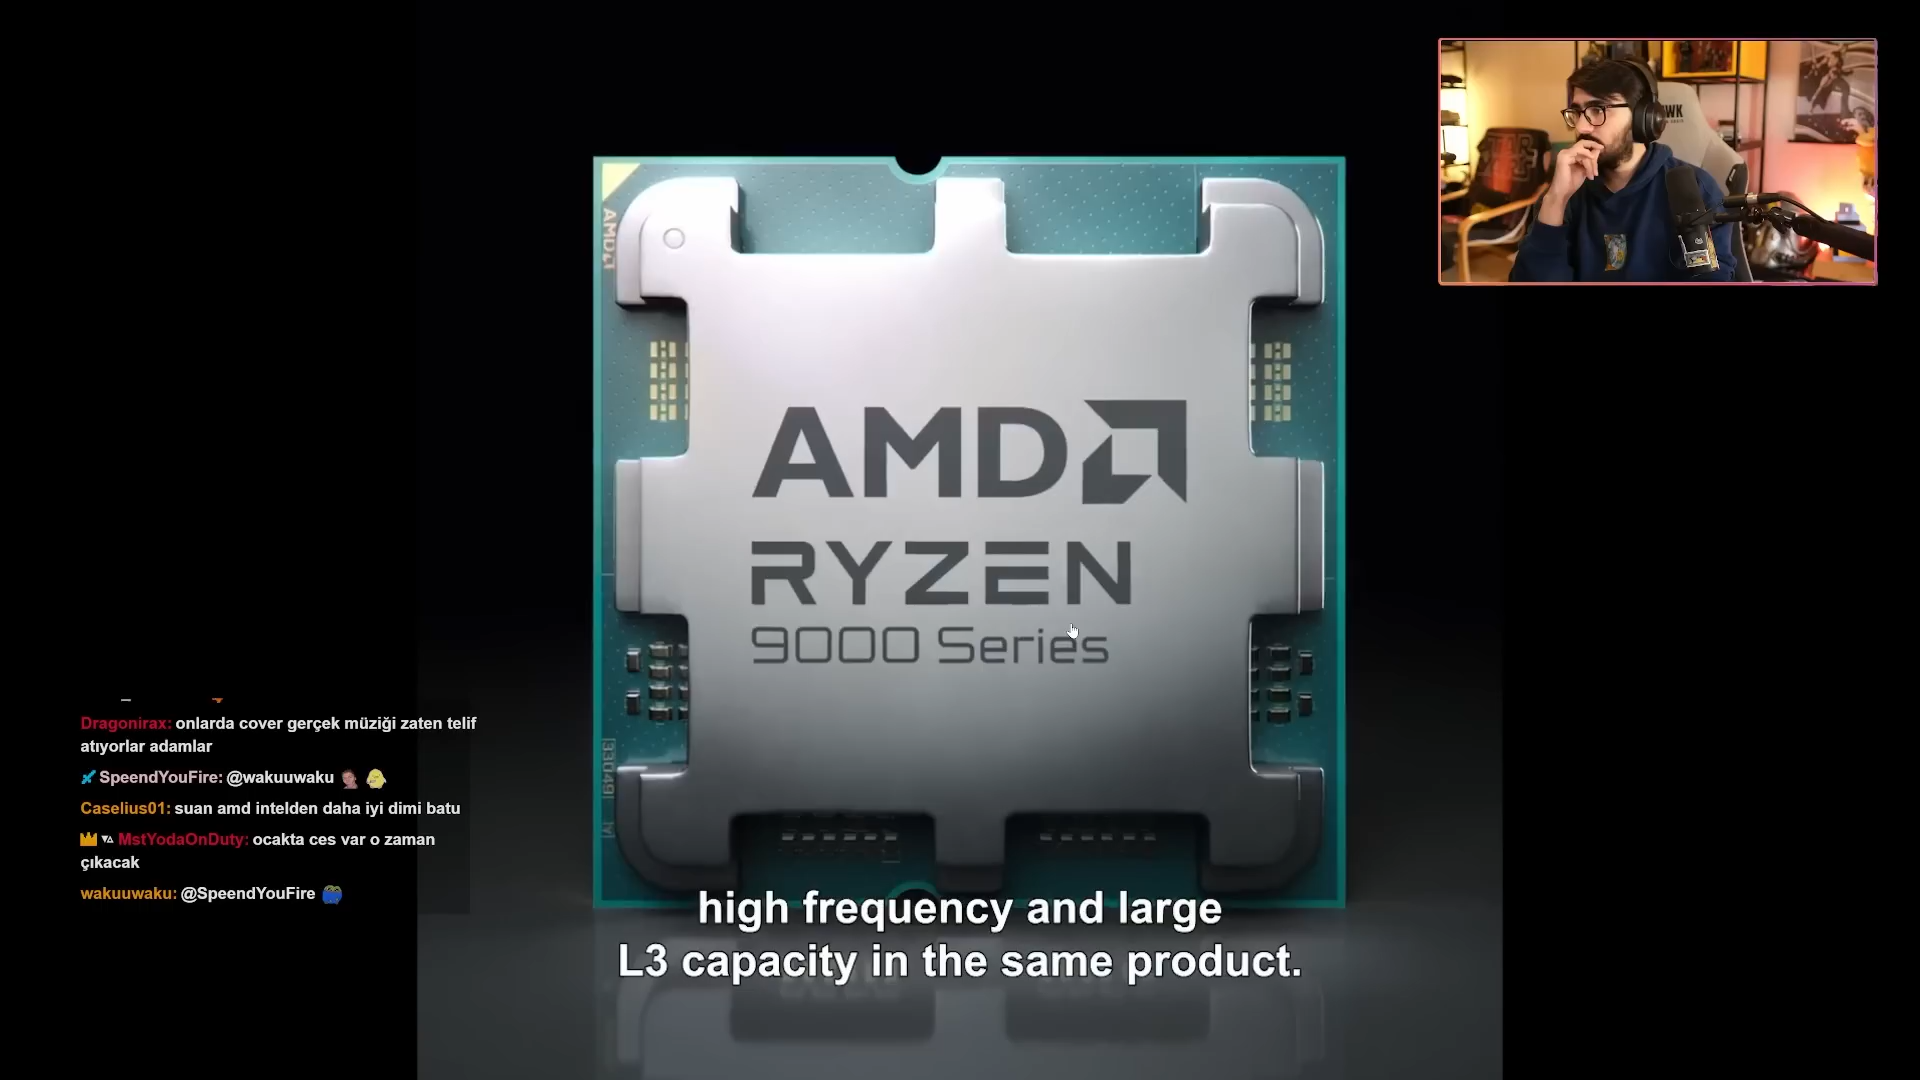 WK
AMD
AMD
RYZEN
9000 Series
Dragonirax: onlarda cover gerçek müziği zaten telif
atıyorlar adamlar
SpeendYouFire: @wakuuwaku
Caselius01: suan amd intelden daha iyi dimi batu
MstYodaOnDuty: ocakta ces var o zaman
çıkacak
wakuuwaku: @SpeendYouFire
high frequency and large
L3 capacity in the same product.